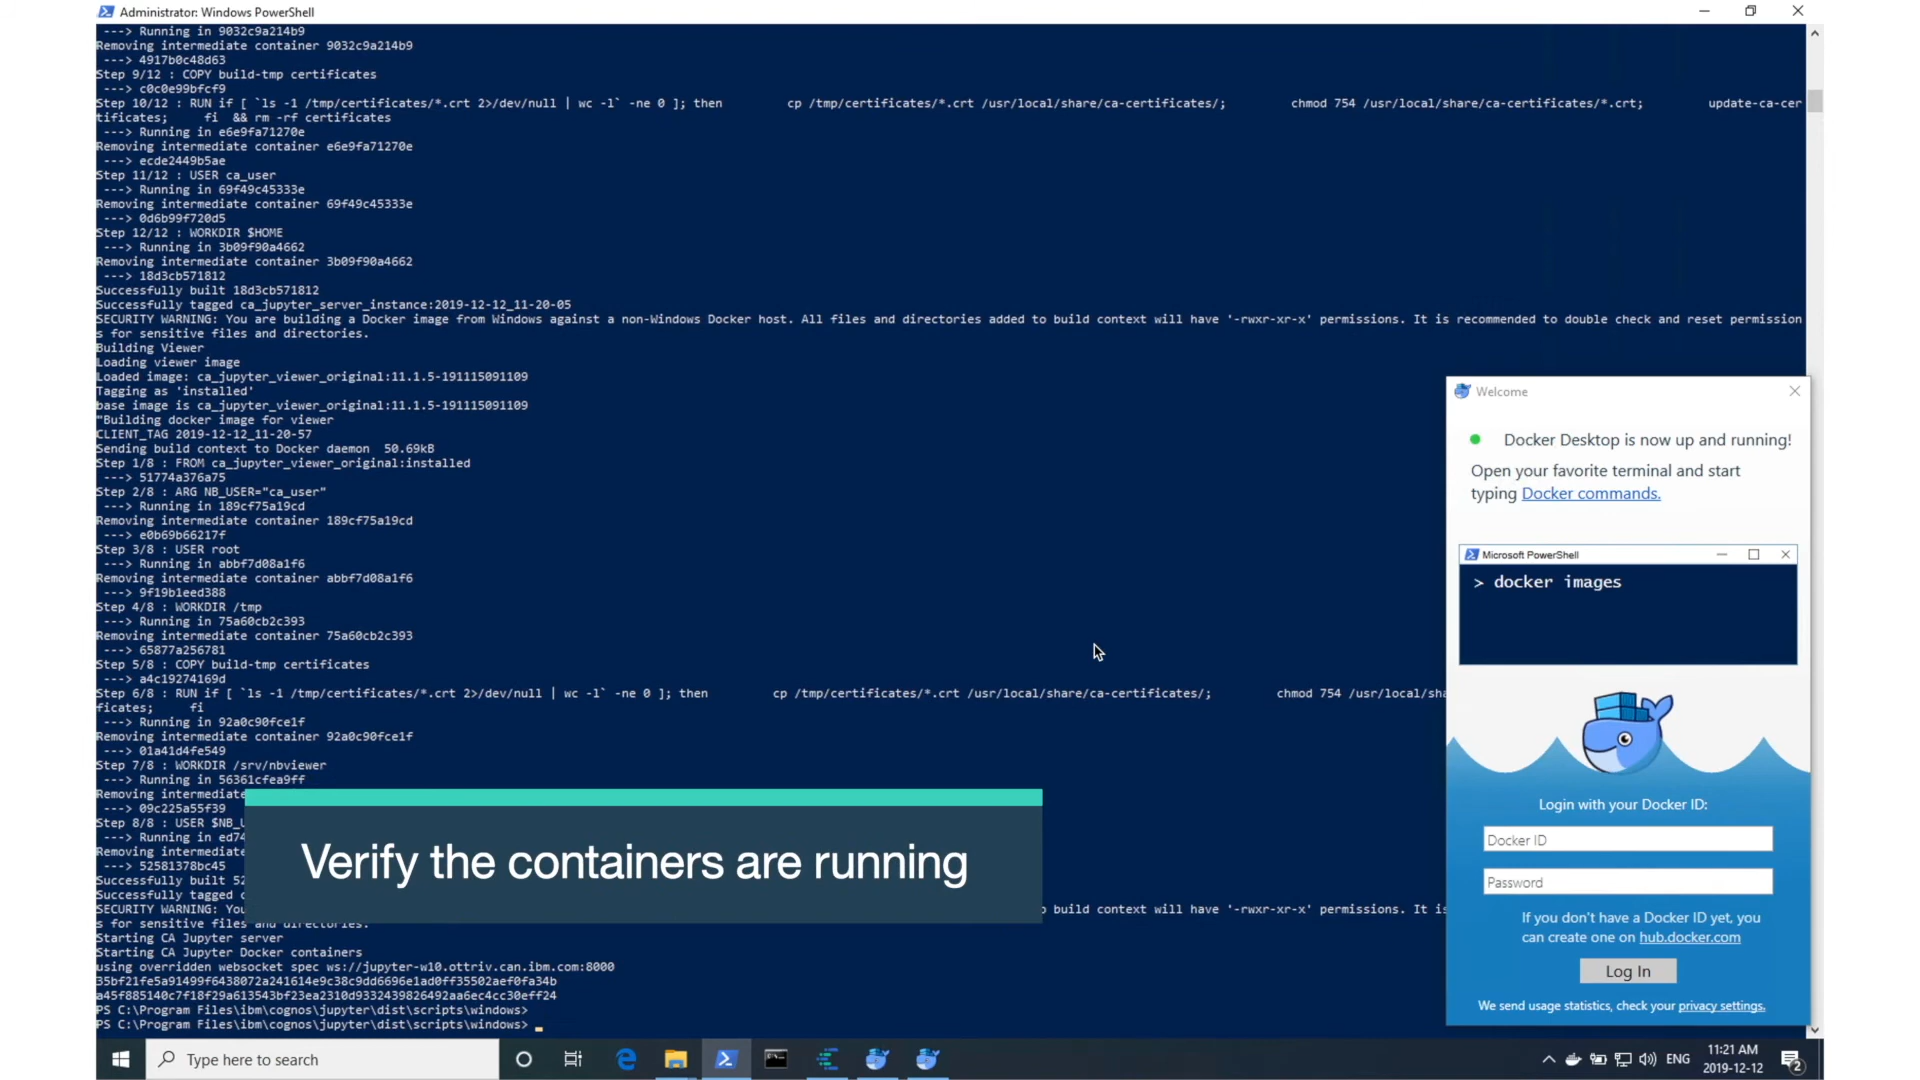 Administrator: Windows PowerShell
---> Running in 9032c9a214b9
Removing intermediate container 9032c9a214b9
---> 4917b0c48d63
Step 9/12 : COPY build-tmp certificates
---> c0c0e99bfcf9
Step 10/12 : RUN if [ `ls -1 /tmp/certificates/*.crt 2>/dev/null | wc -l` -ne 0 ]; then cp /tmp/certificates/*.crt /usr/local/share/ca-certificates/; chmod 754 /usr/local/share/ca-certificates/*.crt; update-ca-cer
tificates; fi && rm -rf certificates
---> Running in e6e9fa71270e
Removing intermediate container e6e9fa71270e
---> ecde2449b5ae
Step 11/12 : USER ca_user
---> Running in 69f49c45333e
Removing intermediate container 69f49c45333e
---> 0d6b99f720d5
Step 12/12 : WORKDIR $HOME
---> Running in 3b09f90a4662
Removing intermediate container 3b09f90a4662
---> 18d3cb571812
Successfully built 18d3cb571812
Successfully tagged ca_jupyter_server_instance:2019-12-12_11-20-05
SECURITY WARNING: You are building a Docker image from Windows against a non-Windows Docker host. All files and directories added to build context will have '-rwxr-xr-x' permissions. It is recommended to double check and reset permission
s for sensitive files and directories.
Building Viewer
Loading viewer image
Loaded image: ca_jupyter_viewer_original:11.1.5-191115091109
Tagging as 'installed'
base image is ca_jupyter_viewer_original:11.1.5-191115091109
"Building docker image for viewer
CLIENT_TAG 2019-12-12_11-20-57
Sending build context to Docker daemon 50.69kB
Step 1/8 : FROM ca_jupyter_viewer_original:installed
---> 51774a376a75
Step 2/8 : ARG NB_USER="ca_user"
---> Running in 189cf75a19cd
Removing intermediate container 189cf75a19cd
---> e0b69b66217f
Step 3/8 : USER root
---> Running in abbf7d08a1f6
Removing intermediate container abbf7d08a1f6
---> 9f19b1eed388
Step 4/8 : WORKDIR /tmp
---> Running in 75a60cb2c393
Removing intermediate container 75a60cb2c393
---> 65877a256781
Step 5/8 : COPY build-tmp certificates
---> a4c19274169d
Step 6/8 : RUN if [ `ls -1 /tmp/certificates/*.crt 2>/dev/null | wc -l` -ne 0 ]; then cp /tmp/certificates/*.crt /usr/local/share/ca-certificates/; chmod 754 /usr/local/sha
ficates; fi
---> Running in 92a0c90fce1f
Removing intermediate container 92a0c90fce1f
---> 01a41d4fe549
Step 7/8 : WORKDIR /srv/nbviewer
---> Running in 56361cfea9ff
Removing intermediate
---> 09c225a55f39
Step 8/8 : USER $NB_U
---> Running in ed74
Removing intermediate
---> 52581378bc45
Successfully built 52
Successfully tagged c
SECURITY WARNING: You o build context will have '-rwxr-xr-x' permissions. It is
s for sensitive files and directories.
Starting CA Jupyter server
Starting CA Jupyter Docker containers
using overridden websocket spec ws://jupyter-w10.ottriv.can.ibm.com:8000
35bf21fe5a91499f6438072a241614e9c38c9dd6696e1ad0ff35502aef0fa34b
a45f885140c7f18f29a613543bf23ea2310d9332439826492aa6ec4cc30eff24
PS C:\Program Files\ibm\cognos\jupyter\dist\scripts\windows>
PS C:\Program Files\ibm\cognos\jupyter\dist\scripts\windows>
Verify the containers are running
Welcome
Docker Desktop is now up and running!
Open your favorite terminal and start
typing Docker commands.
Microsoft PowerShell
> docker images
Login with your Docker ID:
Docker ID
Password
If you don't have a Docker ID yet, you
can create one on hub.docker.com
Log In
We send usage statistics, check your privacy settings.
Type here to search
ENG
11:21 AM
2019-12-12
2